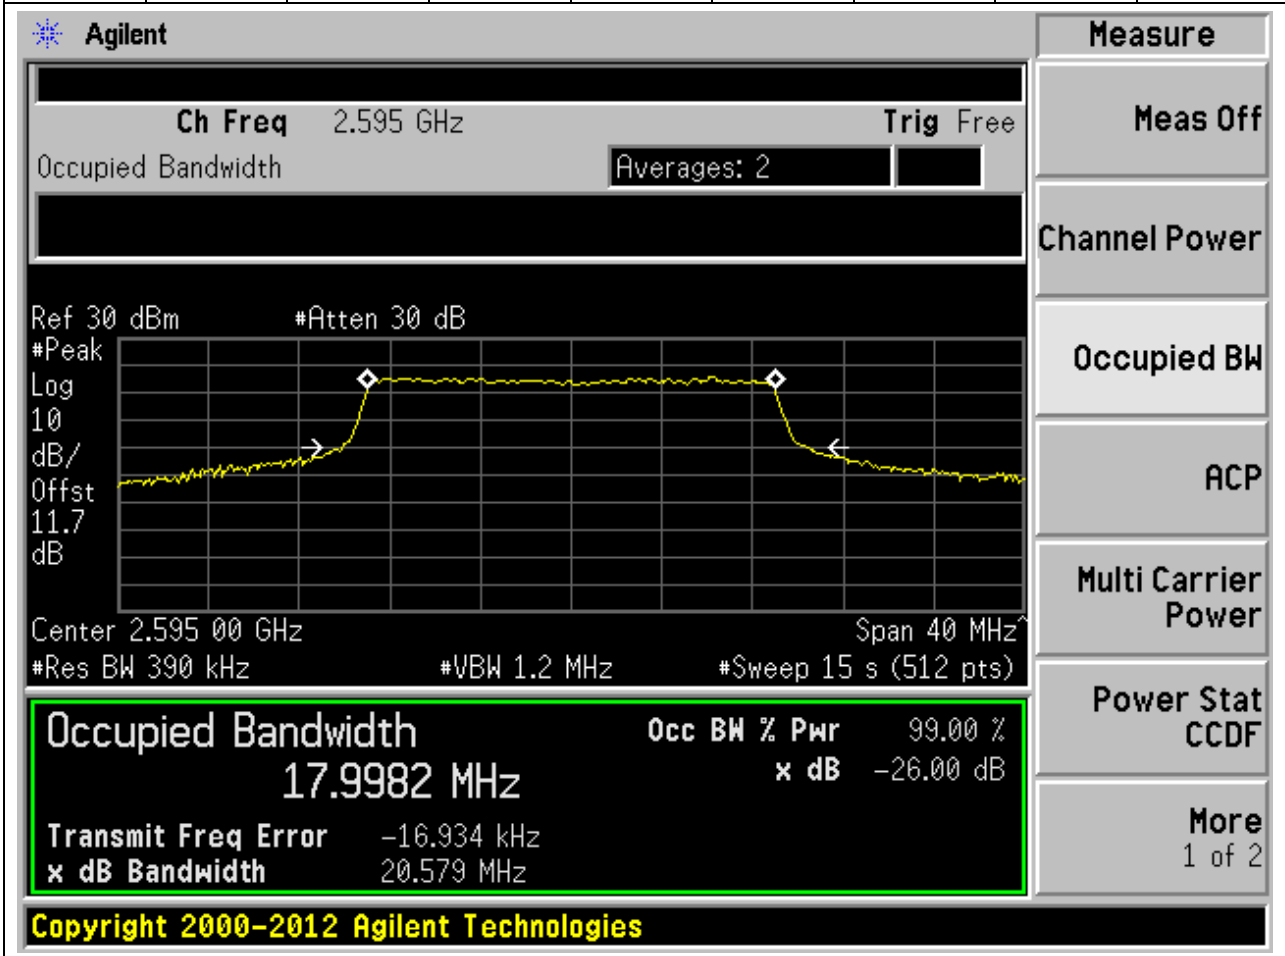 Agilent
Measure
Ch Freq 2.595 GHz Trig Free
Occupied Bandwidth Averages: 2
Meas Off
Channel Power
Occupied BW
ACP
Multi Carrier
Power
Power Stat
CCDF
More
1 of 2
Ref 30 dBm #Atten 30 dB
#Peak
Log
10
dB/
Offst
11.7
dB
Center 2.595 00 GHz Span 40 MHz^
#Res BW 390 kHz #VBW 1.2 MHz #Sweep 15 s (512 pts)
Occupied Bandwidth Occ BW % Pwr 99.00 %
17.9982 MHz x dB -26.00 dB
Transmit Freq Error -16.934 kHz
x dB Bandwidth 20.579 MHz
Copyright 2000-2012 Agilent Technologies